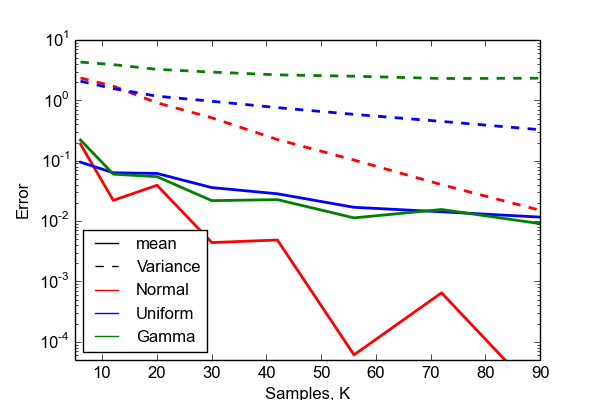 10^1
10^0
10^-1
10^-2
10^-3
10^-4
Error
mean
Variance
Normal
Uniform
Gamma
10 20 30 40 50 60 70 80 90
Samples, K